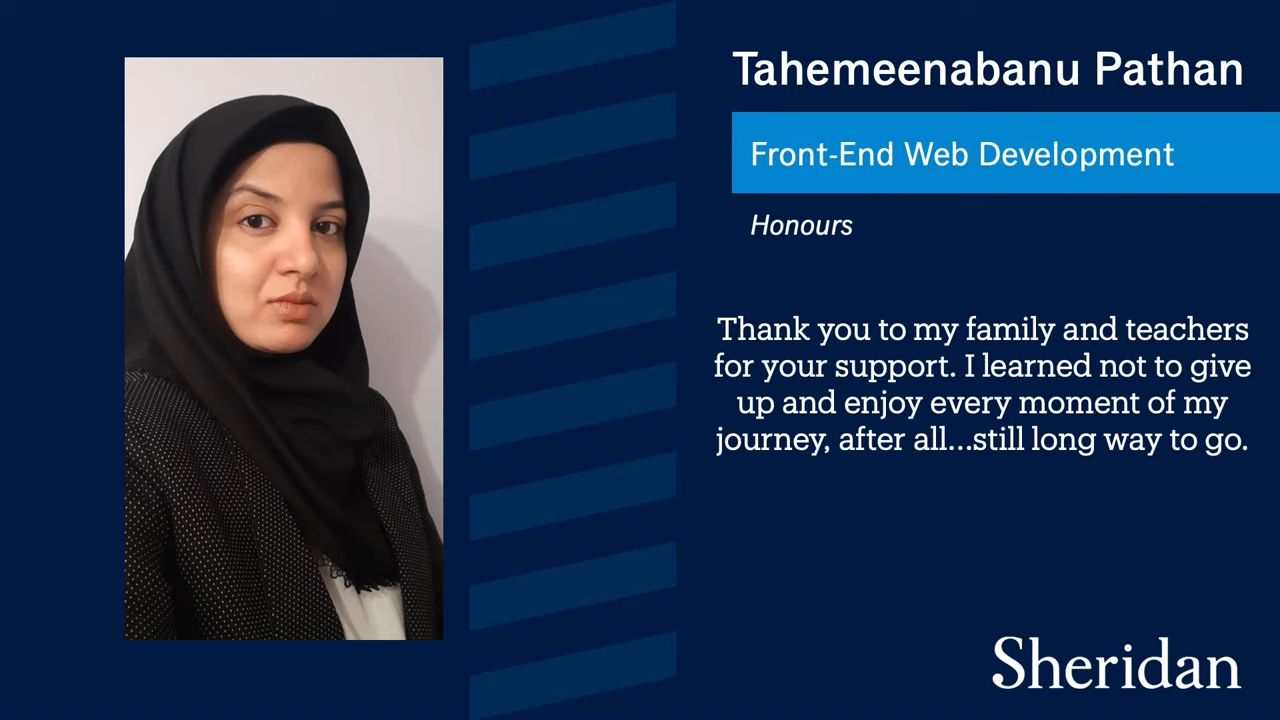 Tahemeenabanu Pathan
Front-End Web Development
Honours
Thank you to my family and teachers
for your support. I learned not to give
up and enjoy every moment of my
journey, after all...still long way to go.
Sheridan